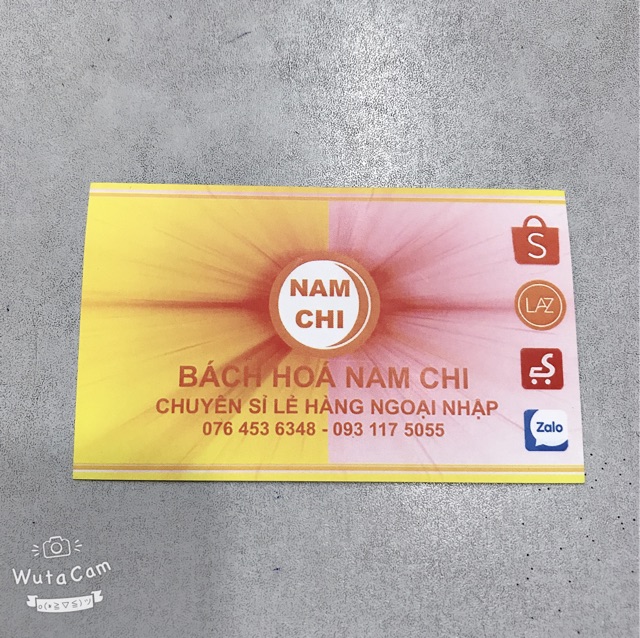 NAM
CHI
BÁCH HOÁ NAM CHI
CHUYÊN SỈ LẺ HÀNG NGOẠI NHẬP
076 453 6348 - 093 117 5055
S
LAZ
S
Zalo
WutaCam